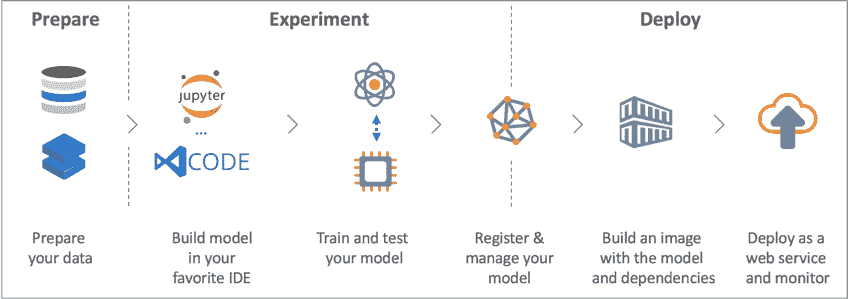 Prepare
Experiment
Deploy
jupyter
...
CODE
Prepare
your data
Build model
in your
favorite IDE
Train and test
your model
Register &
manage your
model
Build an image
with the model
and dependencies
Deploy as a
web service
and monitor